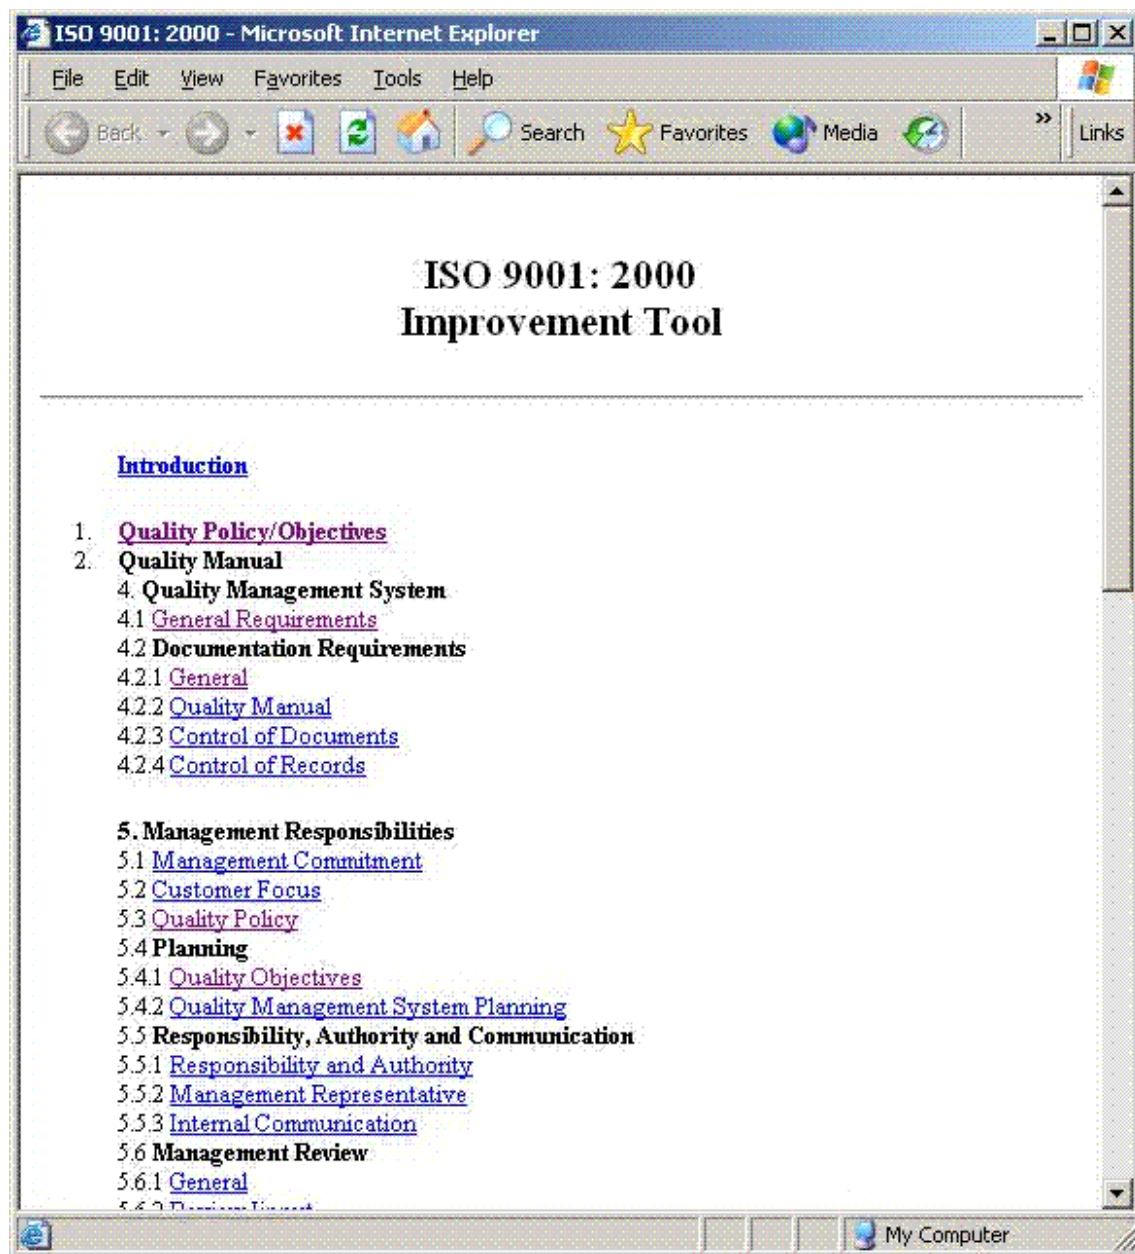 ISO 9001: 2000 - Microsoft Internet Explorer
File Edit View Favorites Tools Help
Back Search Favorites Media » Links
ISO 9001: 2000
Improvement Tool
Introduction
1. Quality Policy/Objectives
2. Quality Manual
4. Quality Management System
4.1 General Requirements
4.2 Documentation Requirements
4.2.1 General
4.2.2 Quality Manual
4.2.3 Control of Documents
4.2.4 Control of Records
5. Management Responsibilities
5.1 Management Commitment
5.2 Customer Focus
5.3 Quality Policy
5.4 Planning
5.4.1 Quality Objectives
5.4.2 Quality Management System Planning
5.5 Responsibility, Authority and Communication
5.5.1 Responsibility and Authority
5.5.2 Management Representative
5.5.3 Internal Communication
5.6 Management Review
5.6.1 General
My Computer